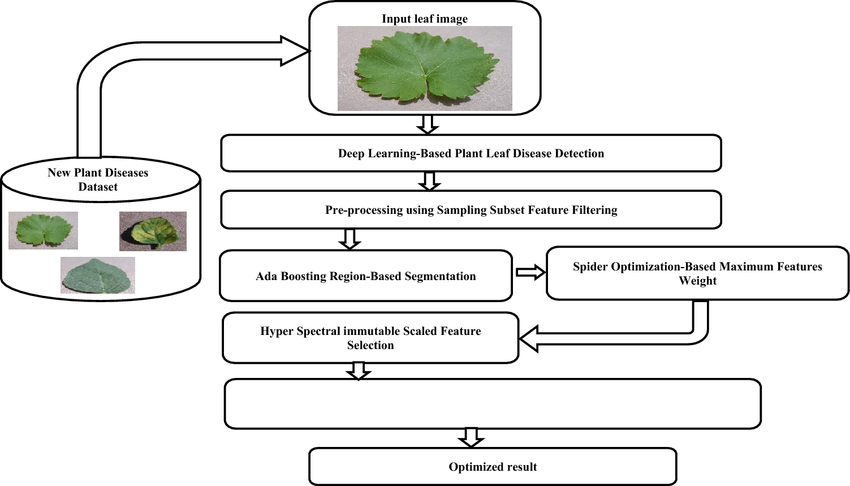 Input leaf image
New Plant Diseases
Dataset
Deep Learning-Based Plant Leaf Disease Detection
Pre-processing using Sampling Subset Feature Filtering
Ada Boosting Region-Based Segmentation
Spider Optimization-Based Maximum Features
Weight
Hyper Spectral immutable Scaled Feature
Selection
Optimized result